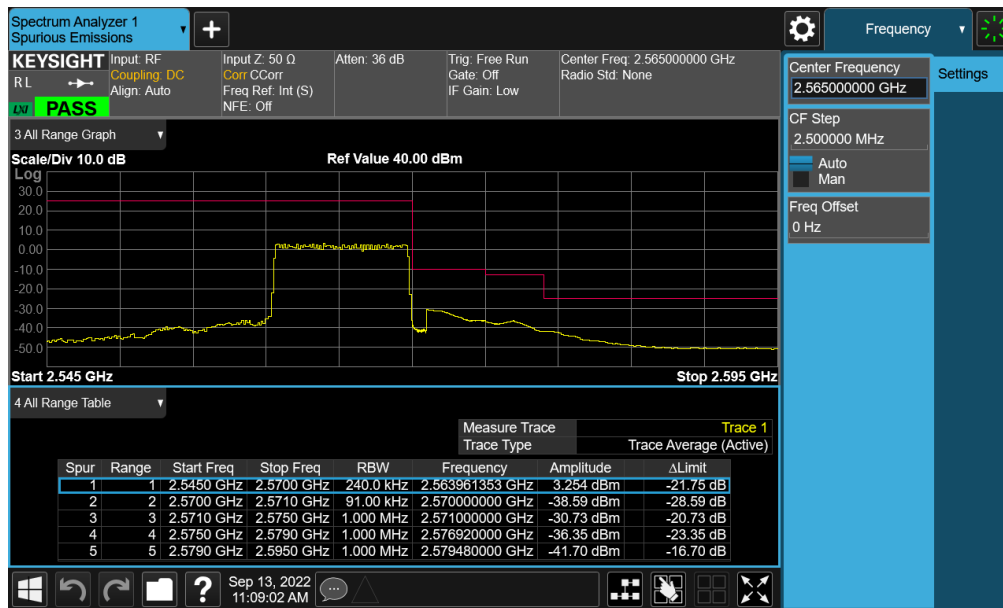 Spectrum Analyzer 1
Spurious Emissions
+
Frequency
KEYSIGHT
R L
LXI PASS
Input: RF
Coupling: DC
Align: Auto
Input Z: 50 Ω
Corr CCorr
Freq Ref: Int (S)
NFE: Off
Atten: 36 dB
Trig: Free Run
Gate: Off
IF Gain: Low
Center Freq: 2.565000000 GHz
Radio Std: None
Center Frequency
2.565000000 GHz
CF Step
2.500000 MHz
Auto
Man
Freq Offset
0 Hz
Settings
3 All Range Graph
Scale/Div 10.0 dB Ref Value 40.00 dBm
Log
30.0
20.0
10.0
0.00
-10.0
-20.0
-30.0
-40.0
-50.0
Start 2.545 GHz Stop 2.595 GHz
4 All Range Table
Measure Trace Trace 1
Trace Type Trace Average (Active)
Spur Range Start Freq Stop Freq RBW Frequency Amplitude ΔLimit
1 1 2.5450 GHz 2.5700 GHz 240.0 kHz 2.563961353 GHz 3.254 dBm -21.75 dB
2 2 2.5700 GHz 2.5710 GHz 91.00 kHz 2.570000000 GHz -38.59 dBm -28.59 dB
3 3 2.5710 GHz 2.5750 GHz 1.000 MHz 2.571000000 GHz -30.73 dBm -20.73 dB
4 4 2.5750 GHz 2.5790 GHz 1.000 MHz 2.576920000 GHz -36.35 dBm -23.35 dB
5 5 2.5790 GHz 2.5950 GHz 1.000 MHz 2.579480000 GHz -41.70 dBm -16.70 dB
?
Sep 13, 2022
11:09:02 AM